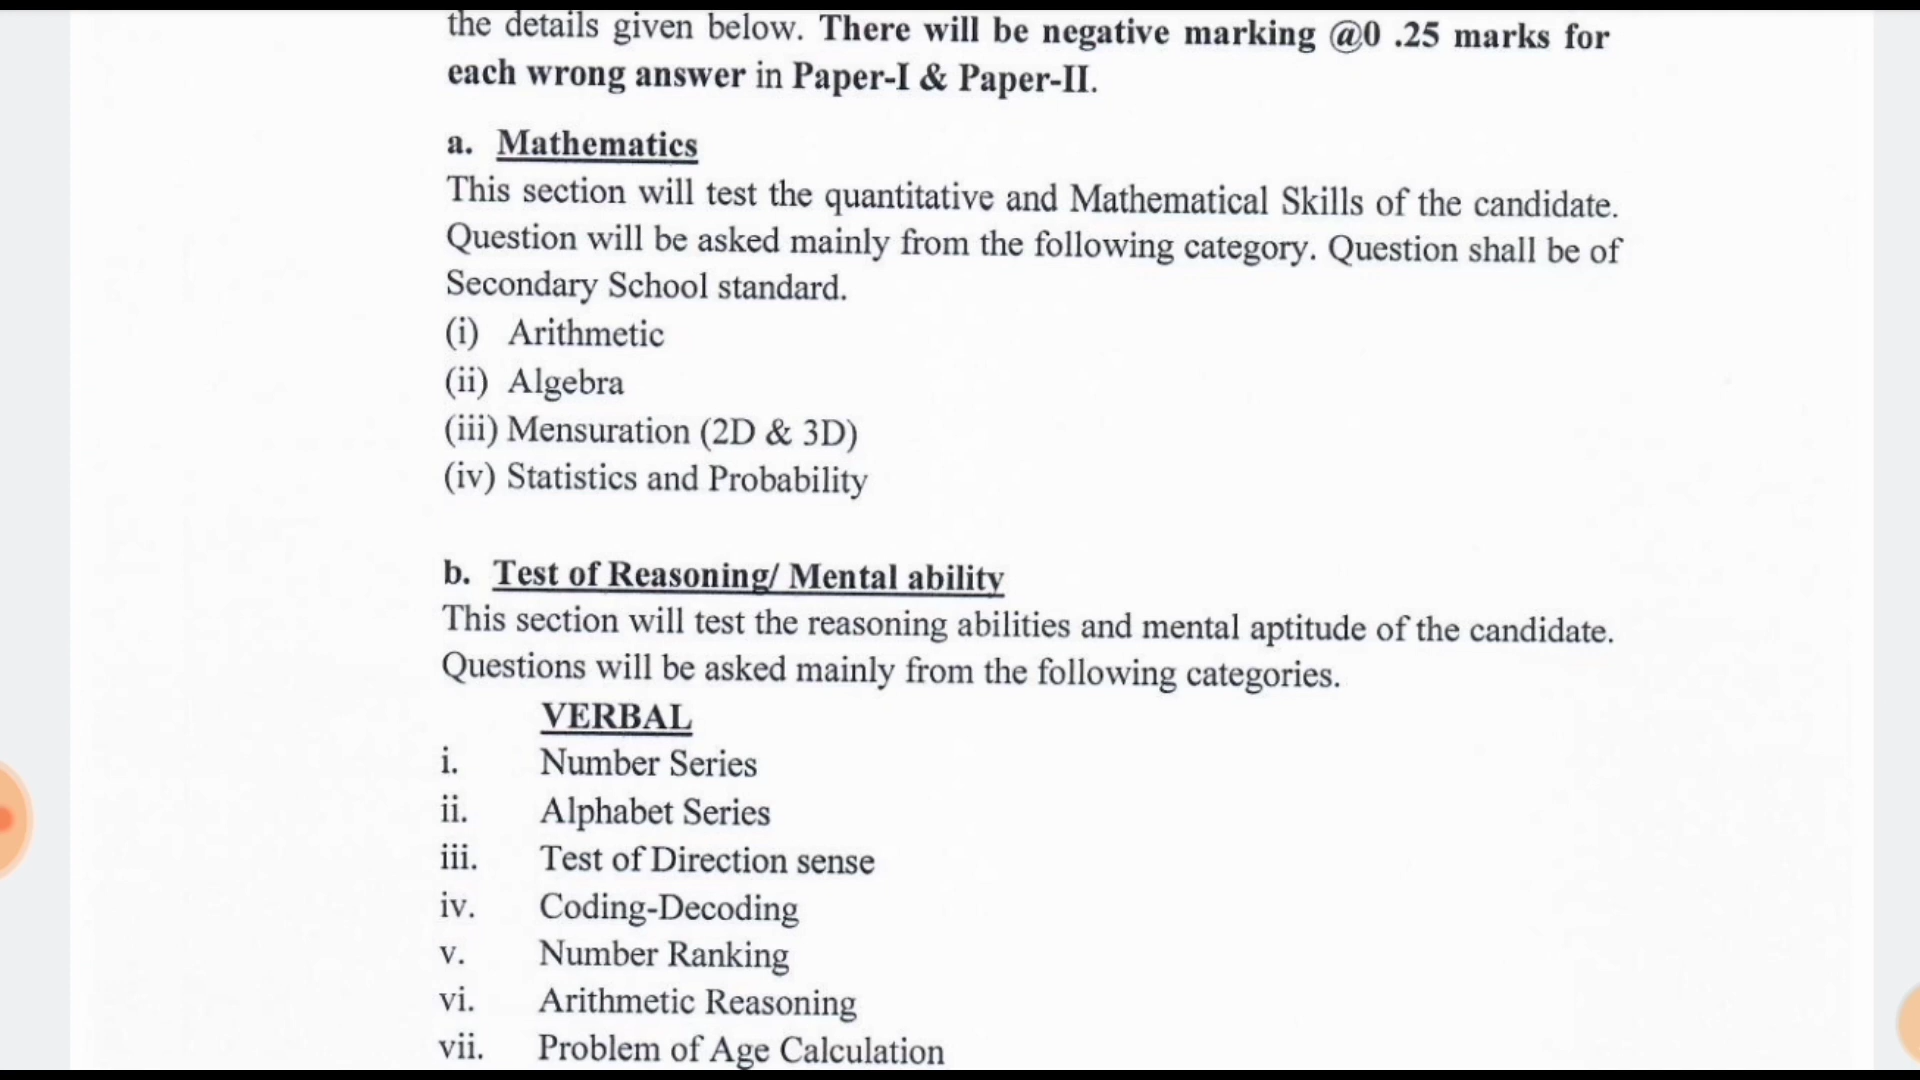 the details given below. There will be negative marking @0 .25 marks for
each wrong answer in Paper-I & Paper-II.
a. Mathematics
This section will test the quantitative and Mathematical Skills of the candidate.
Question will be asked mainly from the following category. Question shall be of
Secondary School standard.
(i) Arithmetic
(ii) Algebra
(iii) Mensuration (2D & 3D)
(iv) Statistics and Probability
b. Test of Reasoning/ Mental ability
This section will test the reasoning abilities and mental aptitude of the candidate.
Questions will be asked mainly from the following categories.
VERBAL
i. Number Series
ii. Alphabet Series
iii. Test of Direction sense
iv. Coding-Decoding
v. Number Ranking
vi. Arithmetic Reasoning
vii. Problem of Age Calculation